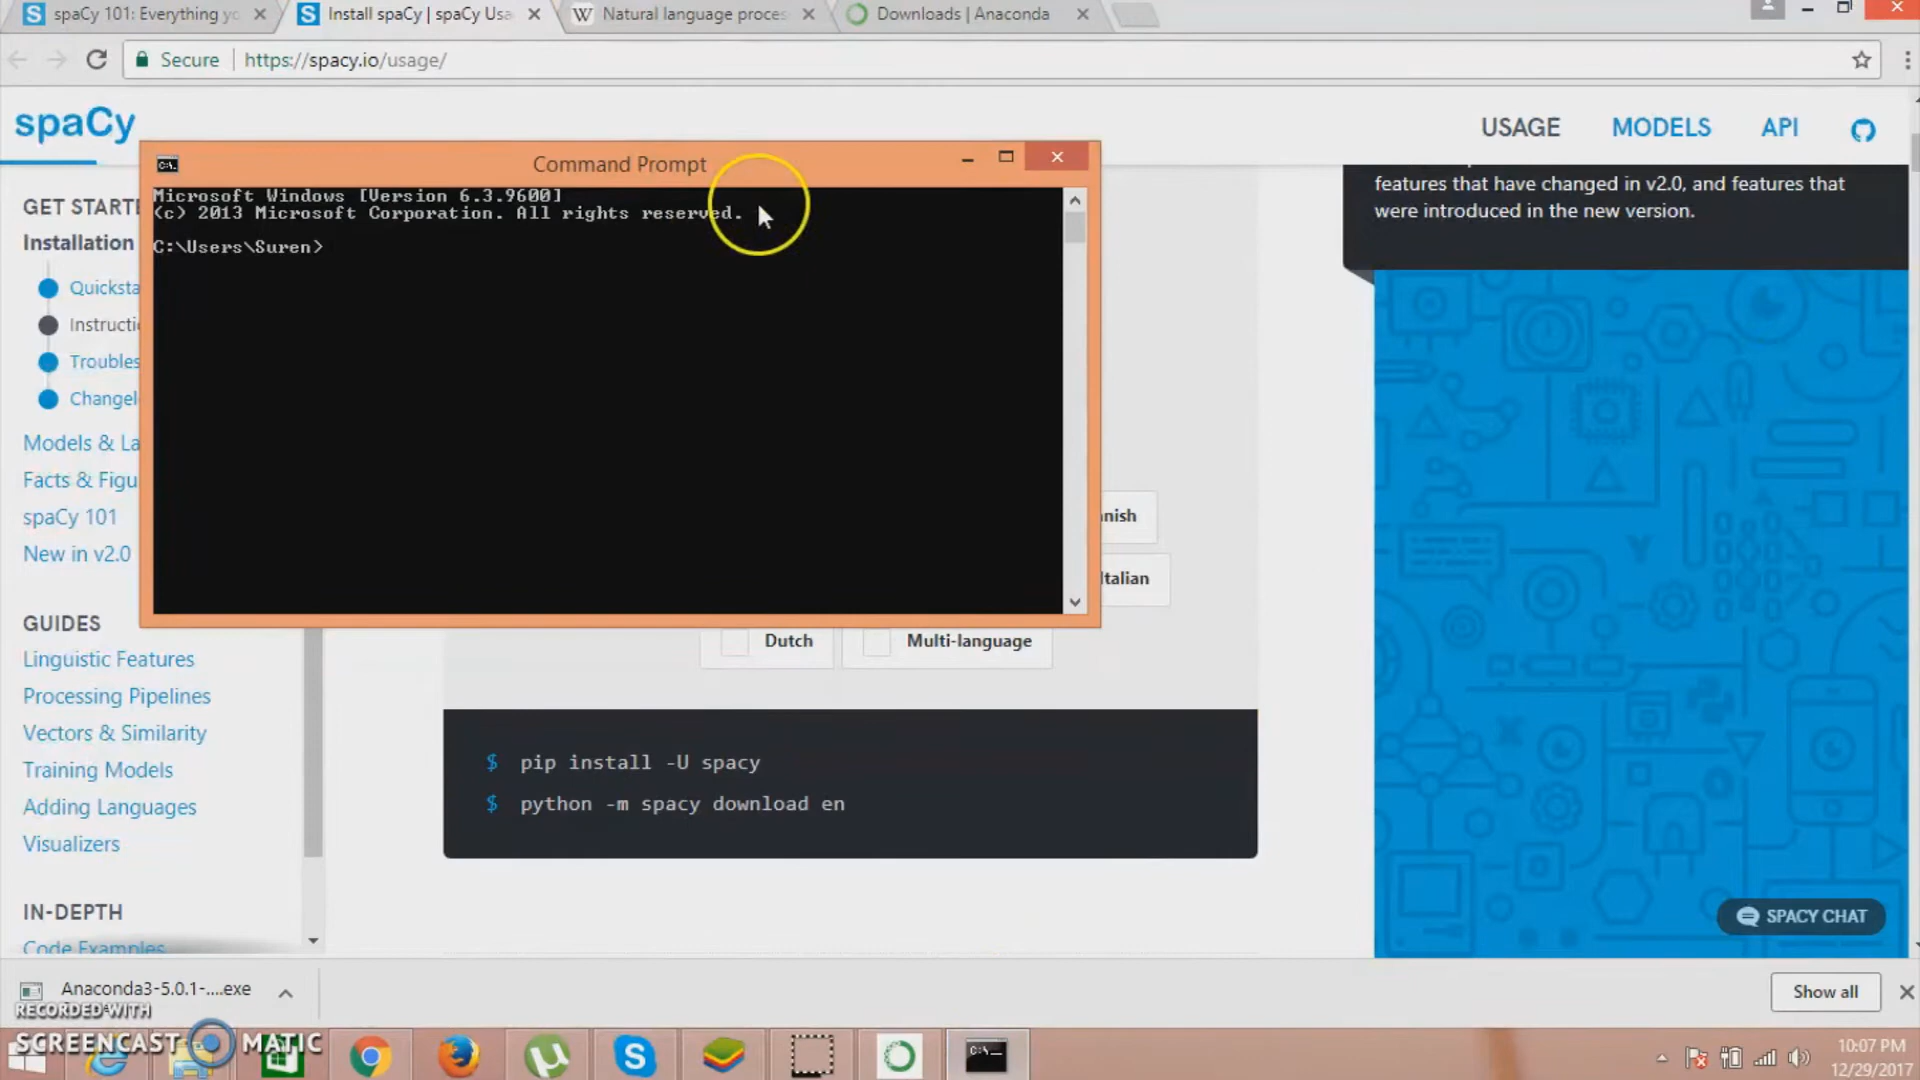 spaCy 101: Everything yo
Install spaCy | spaCy Usa
Natural language proces
Downloads | Anaconda
Secure
https://spacy.io/usage/
spaCy
USAGE
MODELS
API
features that have changed in v2.0, and features that
were introduced in the new version.
Command Prompt
Microsoft Windows [Version 6.3.9600]
(c) 2013 Microsoft Corporation. All rights reserved.
C:\Users\Suren>
GET STARTE
Installation
Quicksta
Instructi
Troubles
Changel
Models & La
Facts & Figu
spaCy 101
New in v2.0
GUIDES
Linguistic Features
Processing Pipelines
Vectors & Similarity
Training Models
Adding Languages
Visualizers
IN-DEPTH
Code Examples
nish
Italian
Dutch
Multi-language
$ pip install -U spacy
$ python -m spacy download en
SPACY CHAT
Anaconda3-5.0.1-....exe
Show all
RECORDED WITH
SCREENCAST MATIC
10:07 PM
12/29/2017